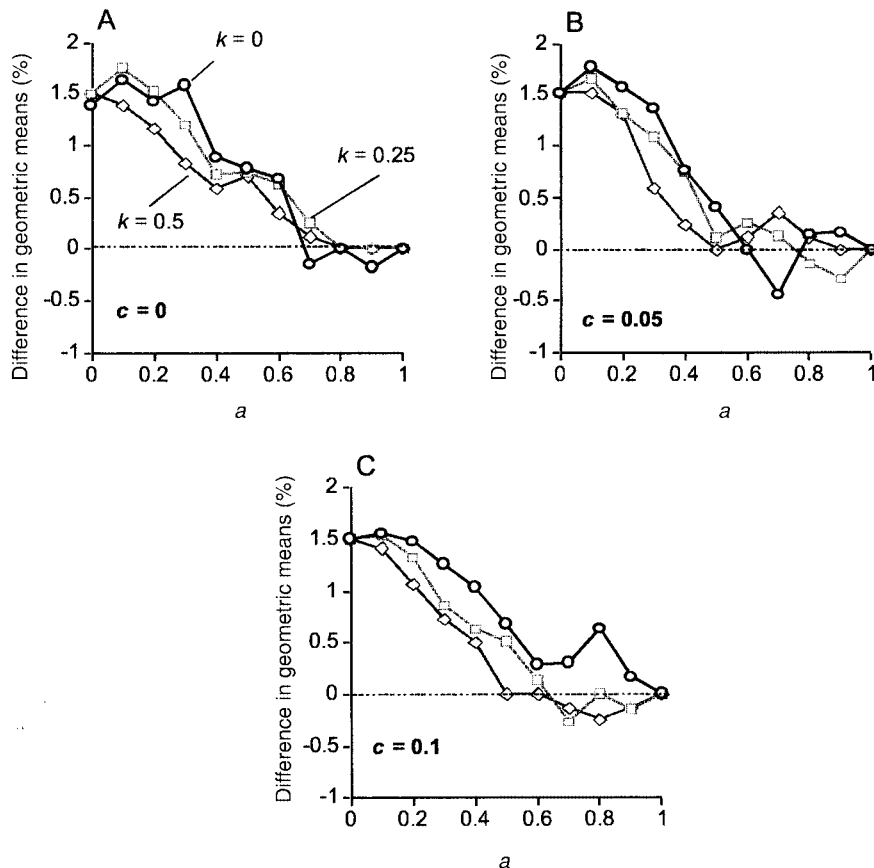 A
Difference in geometric means (%)
2
1.5
1
0.5
0
-0.5
-1
k = 0
k = 0.25
k = 0.5
c = 0
0 0.2 0.4 0.6 0.8 1
a
B
Difference in geometric means (%)
2
1.5
1
0.5
0
-0.5
-1
c = 0.05
0 0.2 0.4 0.6 0.8 1
a
C
Difference in geometric means (%)
2
1.5
1
0.5
0
-0.5
-1
c = 0.1
0 0.2 0.4 0.6 0.8 1
a